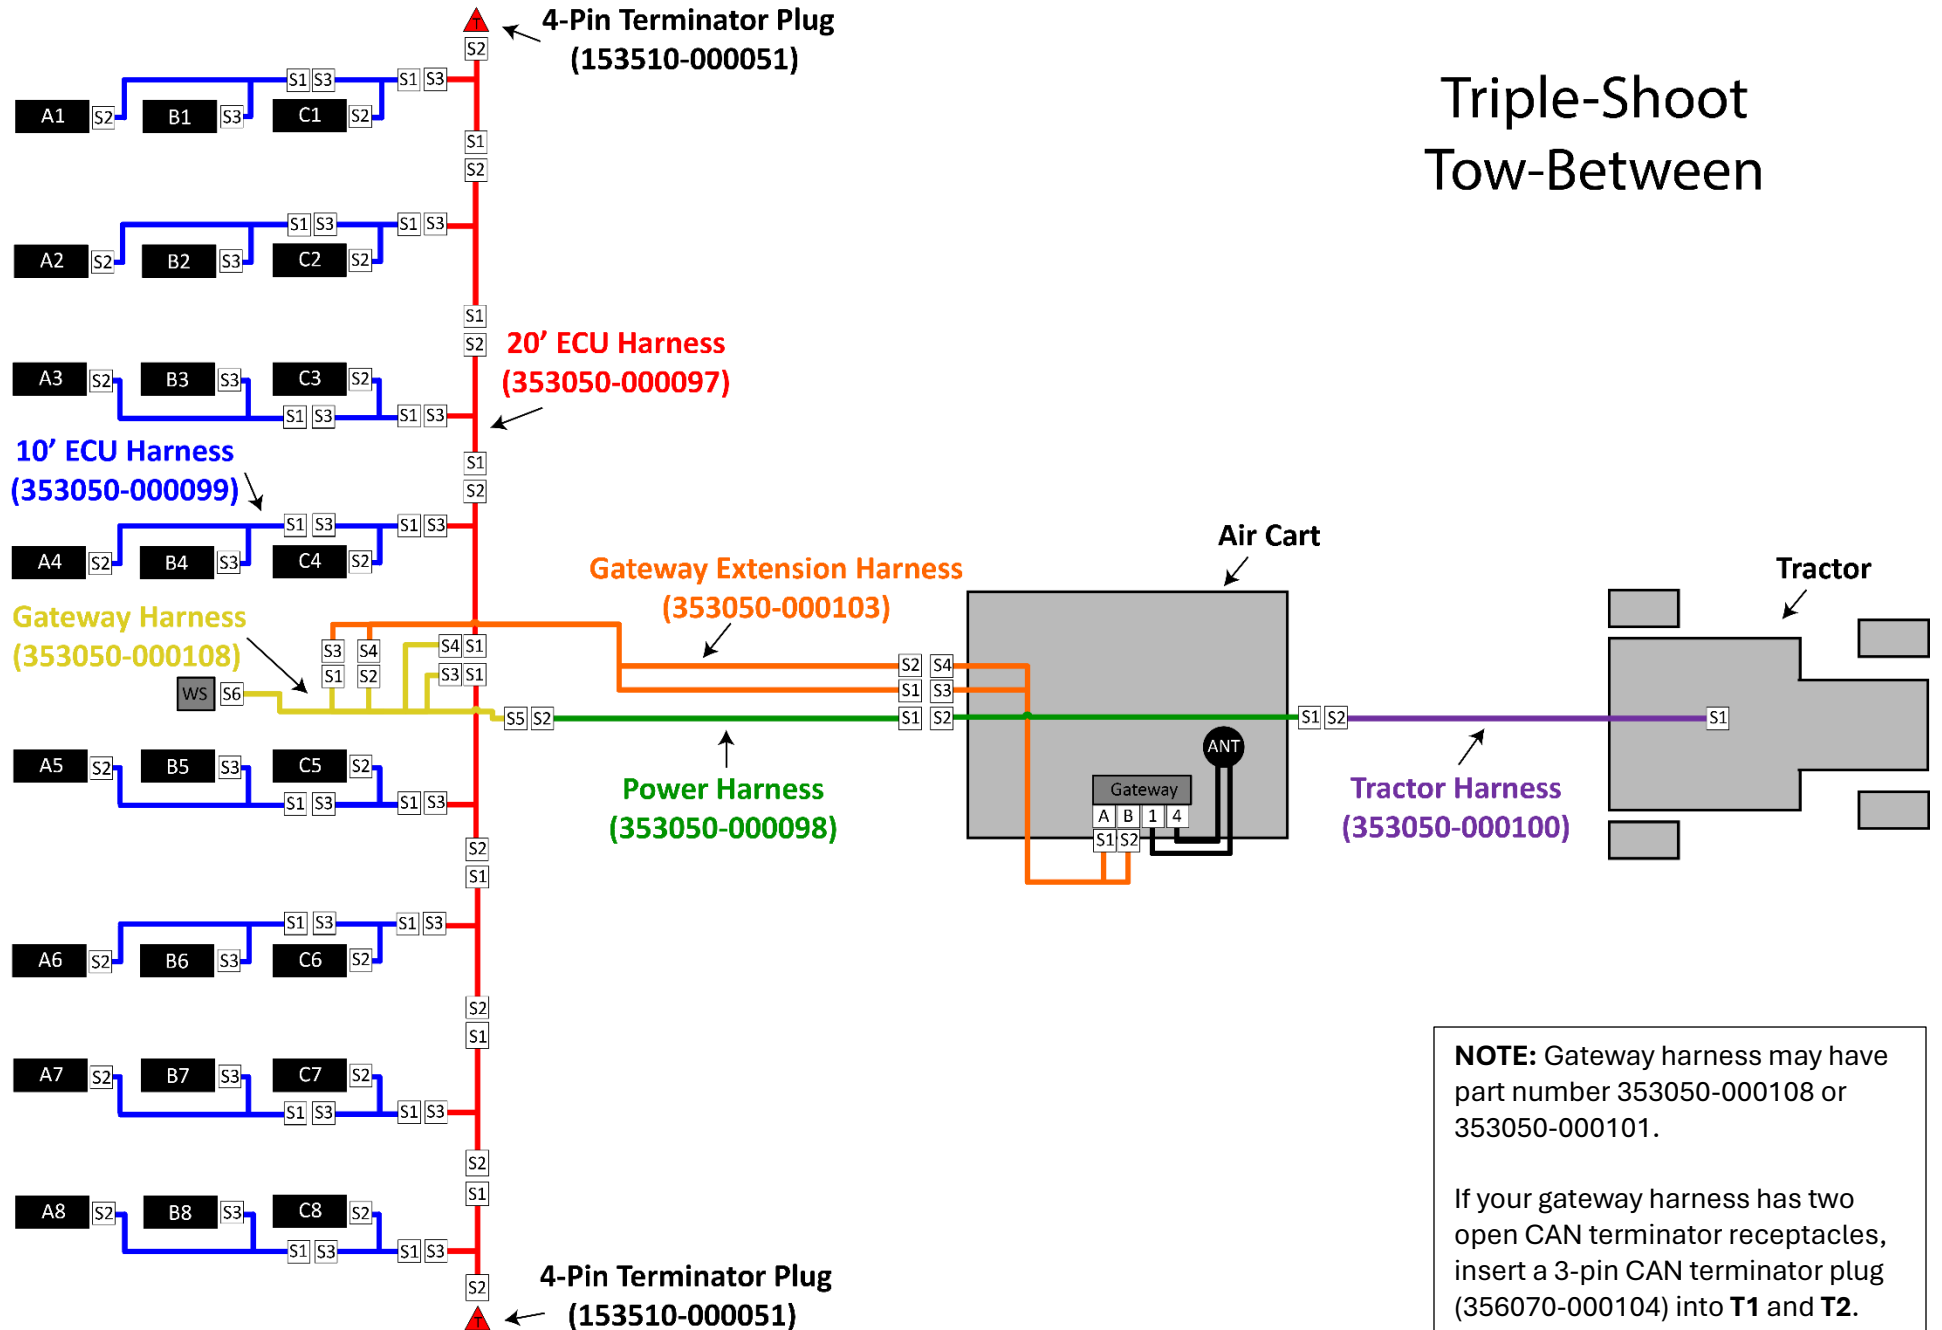 4-Pin Terminator Plug
(153510-000051)
T
S2
Triple-Shoot
Tow-Between
S1 S3 S1 S3
A1 S2 B1 S3 C1 S2
S1
S2
S1 S3 S1 S3
A2 S2 B2 S3 C2 S2
S1
S2
20’ ECU Harness
(353050-000097)
A3 S2 B3 S3 C3 S2
S1 S3 S1 S3
10’ ECU Harness
(353050-000099)
S1
S2
S1 S3 S1 S3
A4 S2 B4 S3 C4 S2
Air Cart
Tractor
Gateway Extension Harness
(353050-000103)
Gateway Harness
(353050-000108)
S3 S4 S4 S1
S1 S2 S3 S1
S2 S4
S1 S3
WS S6
S5 S2 S1 S2 S1 S2 S1
ANT
Gateway
A B 1 4
S1 S2
Power Harness
(353050-000098)
Tractor Harness
(353050-000100)
A5 S2 B5 S3 C5 S2
S1 S3 S1 S3
S2
S1
S1 S3 S1 S3
A6 S2 B6 S3 C6 S2
S2
S1
A7 S2 B7 S3 C7 S2
S1 S3 S1 S3
S2
S1
A8 S2 B8 S3 C8 S2
S1 S3 S1 S3
S2
T
4-Pin Terminator Plug
(153510-000051)
NOTE: Gateway harness may have
part number 353050-000108 or
353050-000101.
If your gateway harness has two
open CAN terminator receptacles,
insert a 3-pin CAN terminator plug
(356070-000104) into T1 and T2.